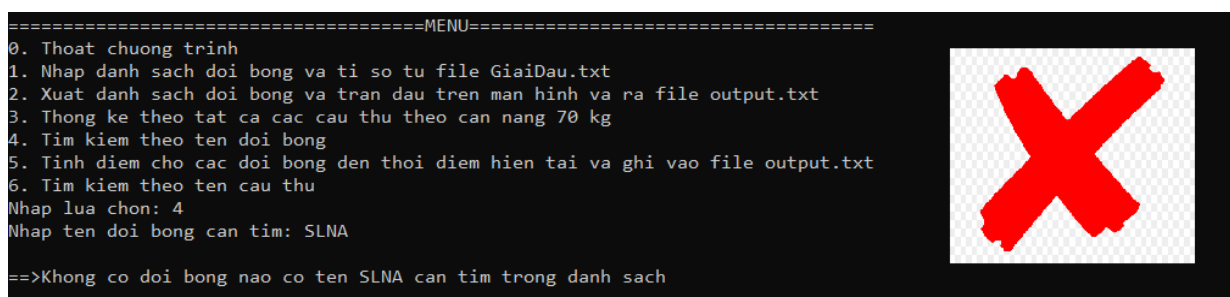 ======================================MENU=====================================
0. Thoat chuong trinh
1. Nhap danh sach doi bong va ti so tu file GiaiDau.txt
2. Xuat danh sach doi bong va tran dau tren man hinh va ra file output.txt
3. Thong ke theo tat ca cac cau thu theo can nang 70 kg
4. Tim kiem theo ten doi bong
5. Tinh diem cho cac doi bong den thoi diem hien tai va ghi vao file output.txt
6. Tim kiem theo ten cau thu
Nhap lua chon: 4
Nhap ten doi bong can tim: SLNA
==>Khong co doi bong nao co ten SLNA can tim trong danh sach